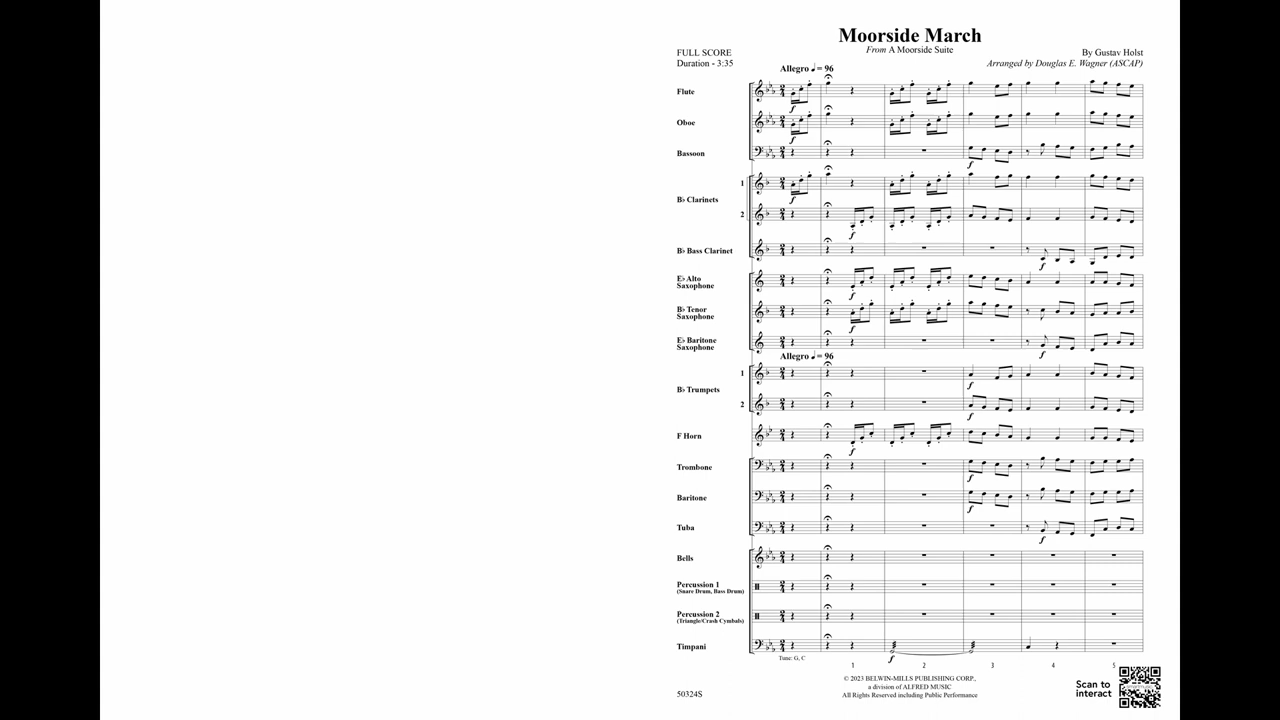 Moorside March
From A Moorside Suite
FULL SCORE
Duration - 3:35
By Gustav Holst
Arranged by Douglas E. Wagner (ASCAP)
Allegro ♩ = 96
Flute
f
Oboe
f
Bassoon
f
1
B♭ Clarinets
f
2
f
B♭ Bass Clarinet
f
E♭ Alto
Saxophone
f
B♭ Tenor
Saxophone
f
E♭ Baritone
Saxophone
f
Allegro ♩ = 96
1
f
B♭ Trumpets
2
f
F Horn
f
Trombone
f
Baritone
f
Tuba
f
Bells
Percussion 1
(Snare Drum, Bass Drum)
Percussion 2
(Triangle/Crash Cymbals)
Timpani
Tune: G, C
f
1 2 3 4 5
© 2023 BELWIN-MILLS PUBLISHING CORP.,
a division of ALFRED MUSIC
All Rights Reserved including Public Performance
50324S
Scan to
interact